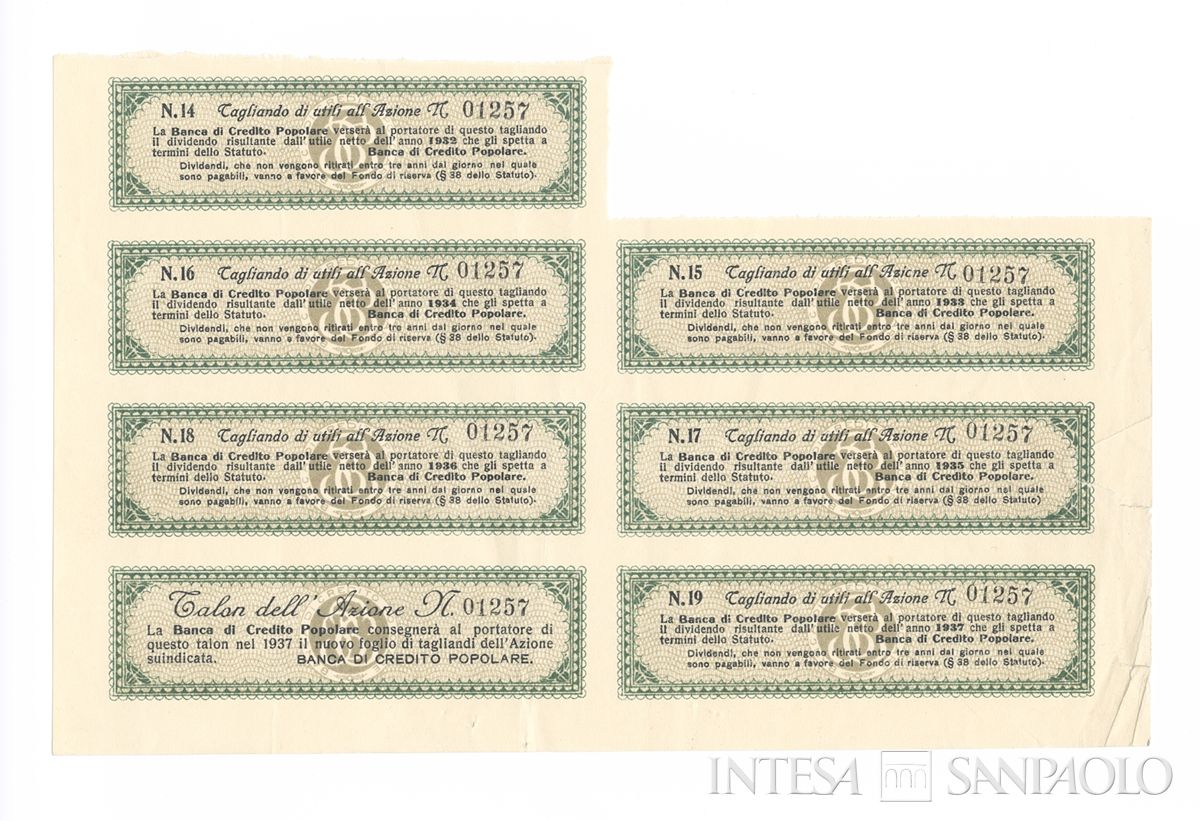 N.14 Tagliando di utili all'Azione N. 01257
La Banca di Credito Popolare verserà al portatore di questo tagliando
il dividendo risultante dall'utile netto dell'anno 1932 che gli spetta a
termini dello Statuto. Banca di Credito Popolare.
Dividendi, che non vengono ritirati entro tre anni dal giorno nel quale
sono pagabili, vanno a favore del Fondo di riserva (§ 38 dello Statuto).
N.16 Tagliando di utili all'Azione N. 01257
La Banca di Credito Popolare verserà al portatore di questo tagliando
il dividendo risultante dall'utile netto dell'anno 1934 che gli spetta a
termini dello Statuto. Banca di Credito Popolare.
Dividendi, che non vengono ritirati entro tre anni dal giorno nel quale
sono pagabili, vanno a favore del Fondo di riserva (§ 38 dello Statuto).
N.15 Tagliando di utili all'Azione N. 01257
La Banca di Credito Popolare verserà al portatore di questo tagliando
il dividendo risultante dall'utile netto dell'anno 1933 che gli spetta a
termini dello Statuto. Banca di Credito Popolare.
Dividendi, che non vengono ritirati entro tre anni dal giorno nel quale
sono pagabili, vanno a favore del Fondo di riserva (§ 38 dello Statuto).
N.18 Tagliando di utili all'Azione N. 01257
La Banca di Credito Popolare verserà al portatore di questo tagliando
il dividendo risultante dall'utile netto dell'anno 1936 che gli spetta a
termini dello Statuto. Banca di Credito Popolare.
Dividendi, che non vengono ritirati entro tre anni dal giorno nel quale
sono pagabili, vanno a favore del Fondo di riserva (§ 38 dello Statuto).
N.17 Tagliando di utili all'Azione N. 01257
La Banca di Credito Popolare verserà al portatore di questo tagliando
il dividendo risultante dall'utile netto dell'anno 1935 che gli spetta a
termini dello Statuto. Banca di Credito Popolare.
Dividendi, che non vengono ritirati entro tre anni dal giorno nel quale
sono pagabili, vanno a favore del Fondo di riserva (§ 38 dello Statuto).
Talon dell'Azione N. 01257
La Banca di Credito Popolare consegnerà al portatore di
questo talon nel 1937 il nuovo foglio di tagliandi dell'Azione
suindicata. BANCA DI CREDITO POPOLARE.
N.19 Tagliando di utili all'Azione N. 01257
La Banca di Credito Popolare verserà al portatore di questo tagliando
il dividendo risultante dall'utile netto dell'anno 1937 che gli spetta a
termini dello Statuto. Banca di Credito Popolare.
Dividendi, che non vengono ritirati entro tre anni dal giorno nel quale
sono pagabili, vanno a favore del Fondo di riserva (§ 38 dello Statuto).
INTESA SANPAOLO